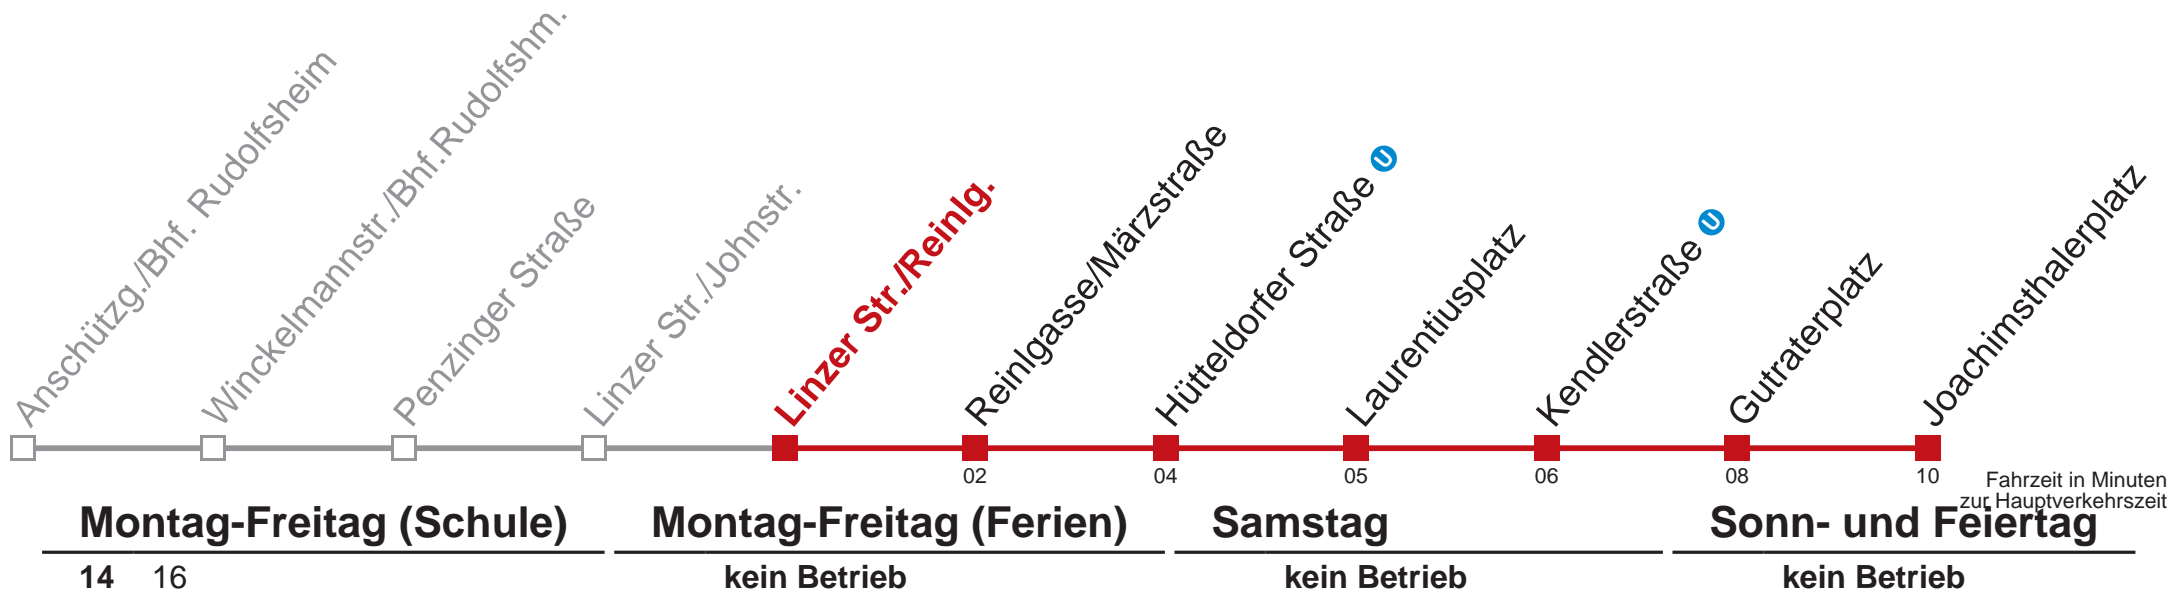 Anschützg./Bhf. Rudolfsheim
Winckelmannstr./Bhf.Rudolfshm.
Penzinger Straße
Linzer Str./Johnstr.
Linzer Str./Reinlg.
Reinlgasse/Märzstraße
Hütteldorfer Straße U
Laurentiusplatz
Kendlerstraße U
Gutraterplatz
Joachimsthalerplatz
02 04 05 06 08 10
Fahrzeit in Minuten
zur Hauptverkehrszeit
Montag-Freitag (Schule) Montag-Freitag (Ferien) Samstag Sonn- und Feiertag
14 16 kein Betrieb kein Betrieb kein Betrieb